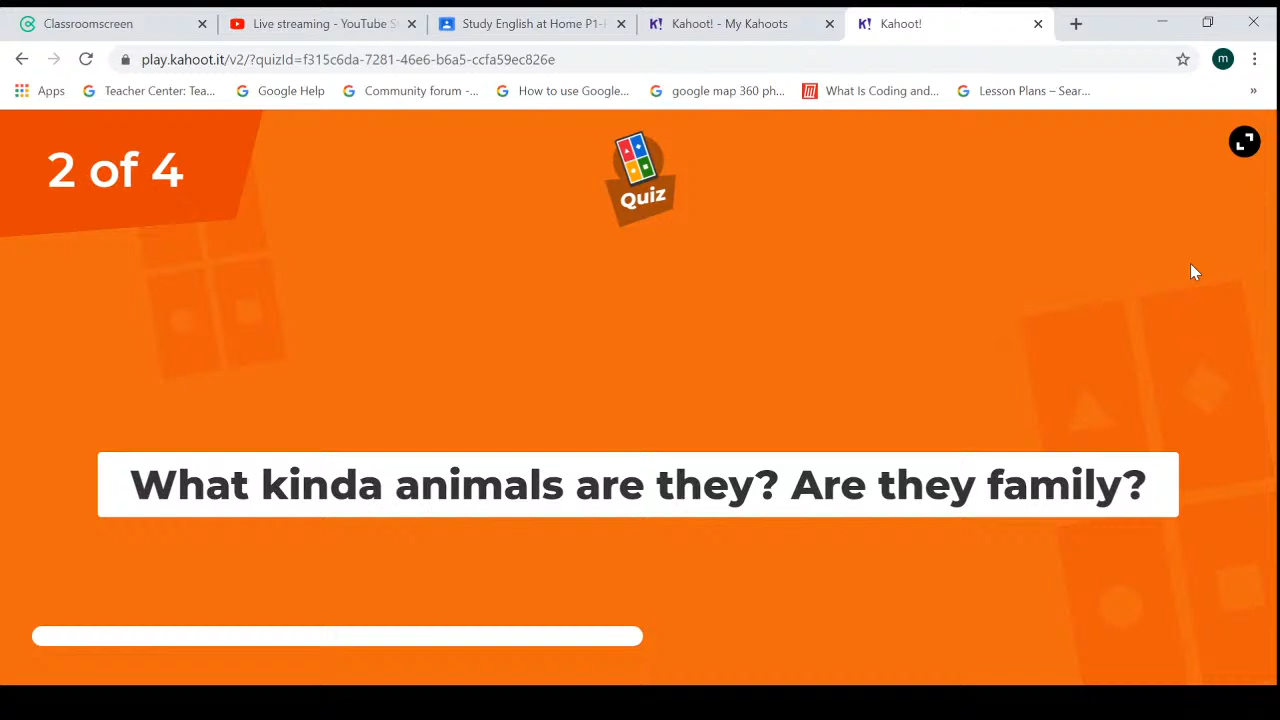 Classroomscreen
Live streaming - YouTube S
Study English at Home P1-
Kahoot! - My Kahoots
Kahoot!
play.kahoot.it/v2/?quizId=f315c6da-7281-46e6-b6a5-ccfa59ec826e
m
Apps
Teacher Center: Tea...
Google Help
Community forum -...
How to use Google...
google map 360 ph...
What Is Coding and...
Lesson Plans – Sear...
2 of 4
Quiz
What kinda animals are they? Are they family?